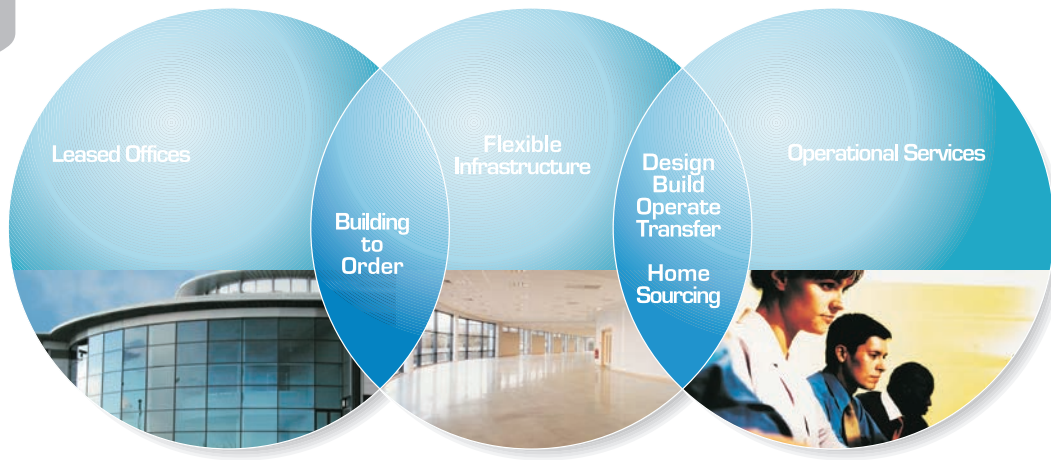 Leased Offices
Building
to
Order
Flexible
Infrastructure
Design
Build
Operate
Transfer
Home
Sourcing
Operational Services